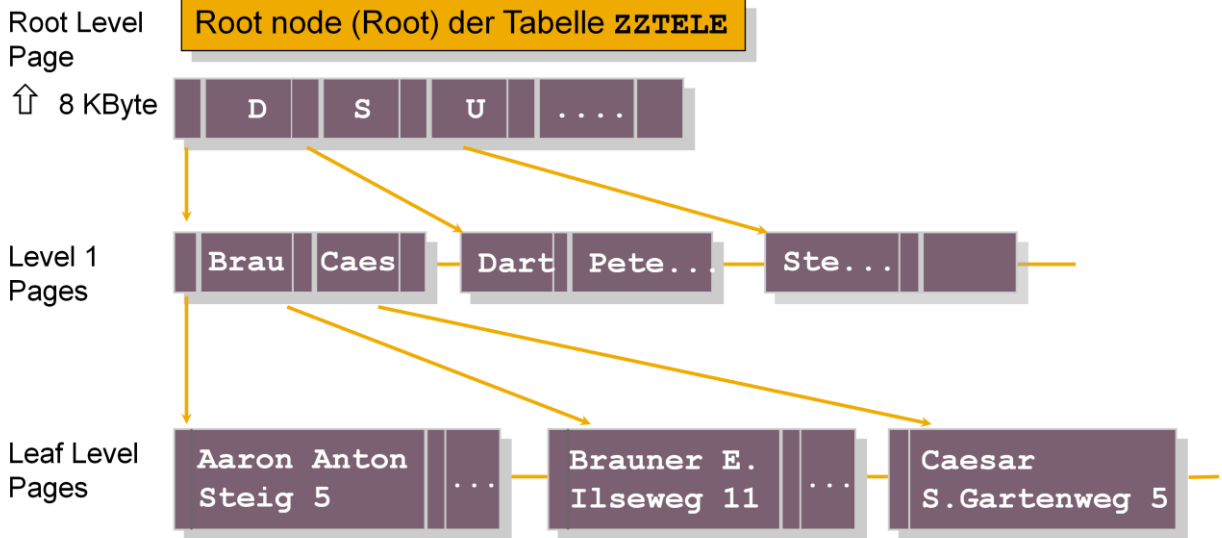 Root Level
Page
Root node (Root) der Tabelle ZZTELE
⇧ 8 KByte
D S U ....
Level 1
Pages
Brau Caes
Dart Pete...
Ste...
Leaf Level
Pages
Aaron Anton
Steig 5
...
Brauner E.
Ilseweg 11
...
Caesar
S.Gartenweg 5